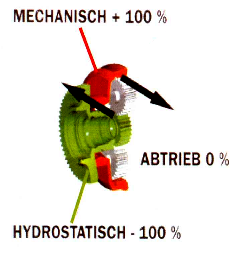 MECHANISCH + 100 %
ABTRIEB 0 %
HYDROSTATISCH - 100 %